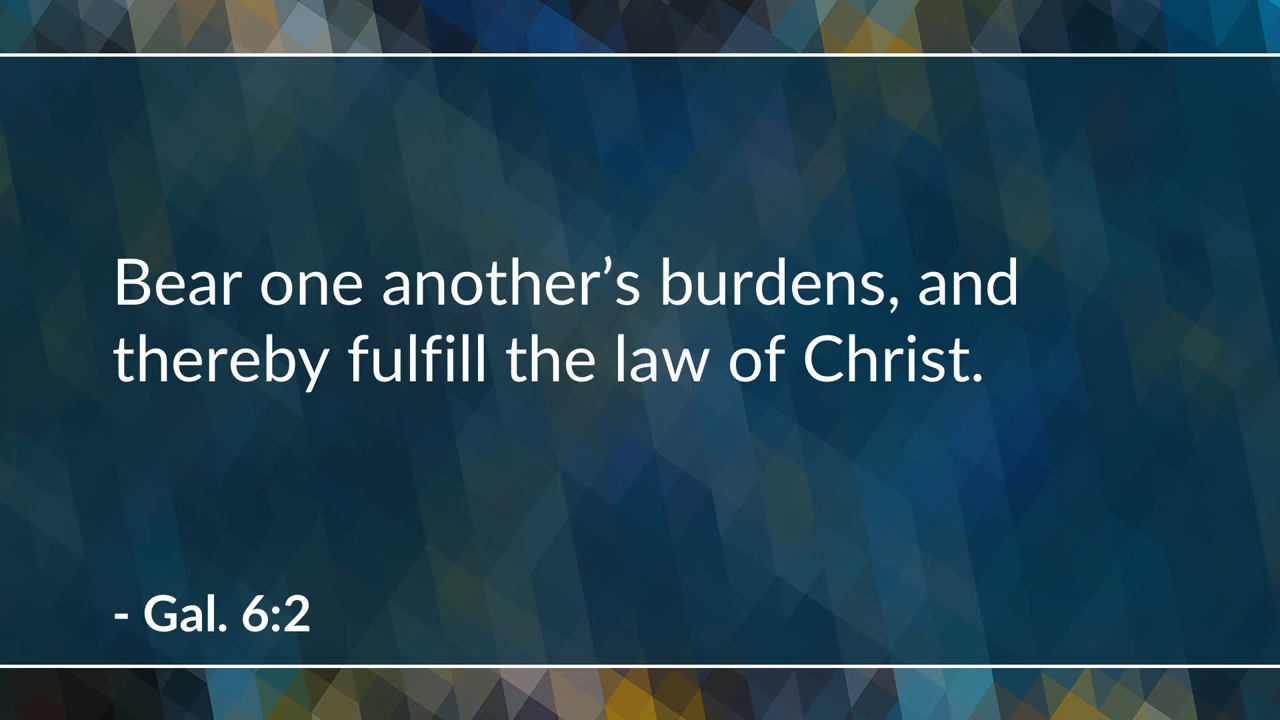 Bear one another’s burdens, and
thereby fulfill the law of Christ.
- Gal. 6:2